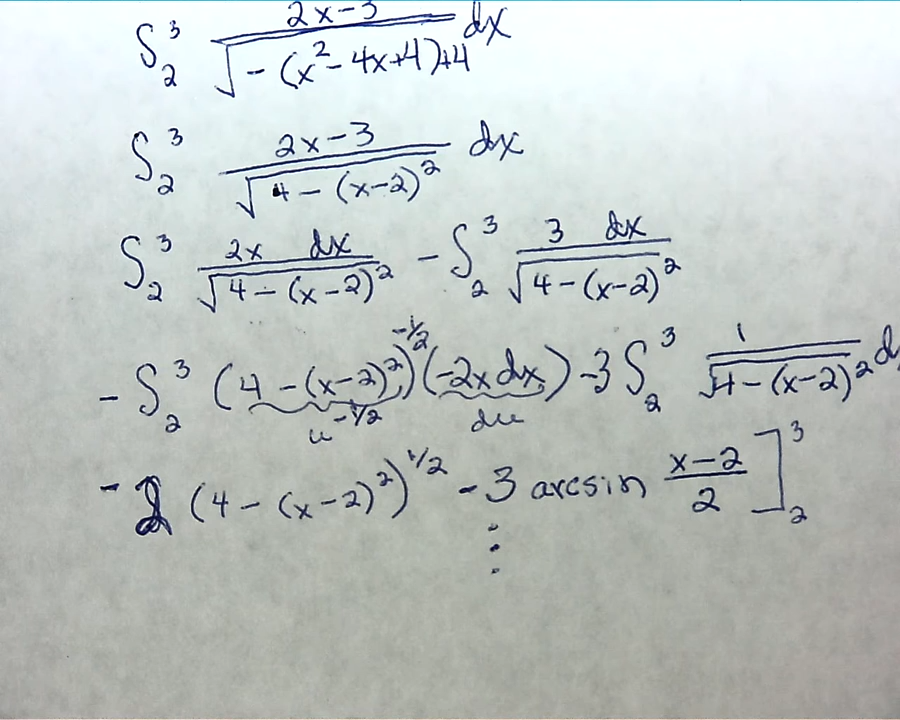 ∫₂³ (2x-3)/√(-(x²-4x+4)+4) dx
∫₂³ (2x-3)/√(4-(x-2)²) dx
∫₂³ (2x dx)/√(4-(x-2)²) - ∫₂³ (3 dx)/√(4-(x-2)²)
-∫₂³ (4-(x-2)²)^(-1/2) (-2x dx) - 3∫₂³ 1/√(4-(x-2)²) d
u^(-1/2) du
-2 (4-(x-2)²)^(1/2) - 3 arcsin (x-2)/2 ]₂³
⋮